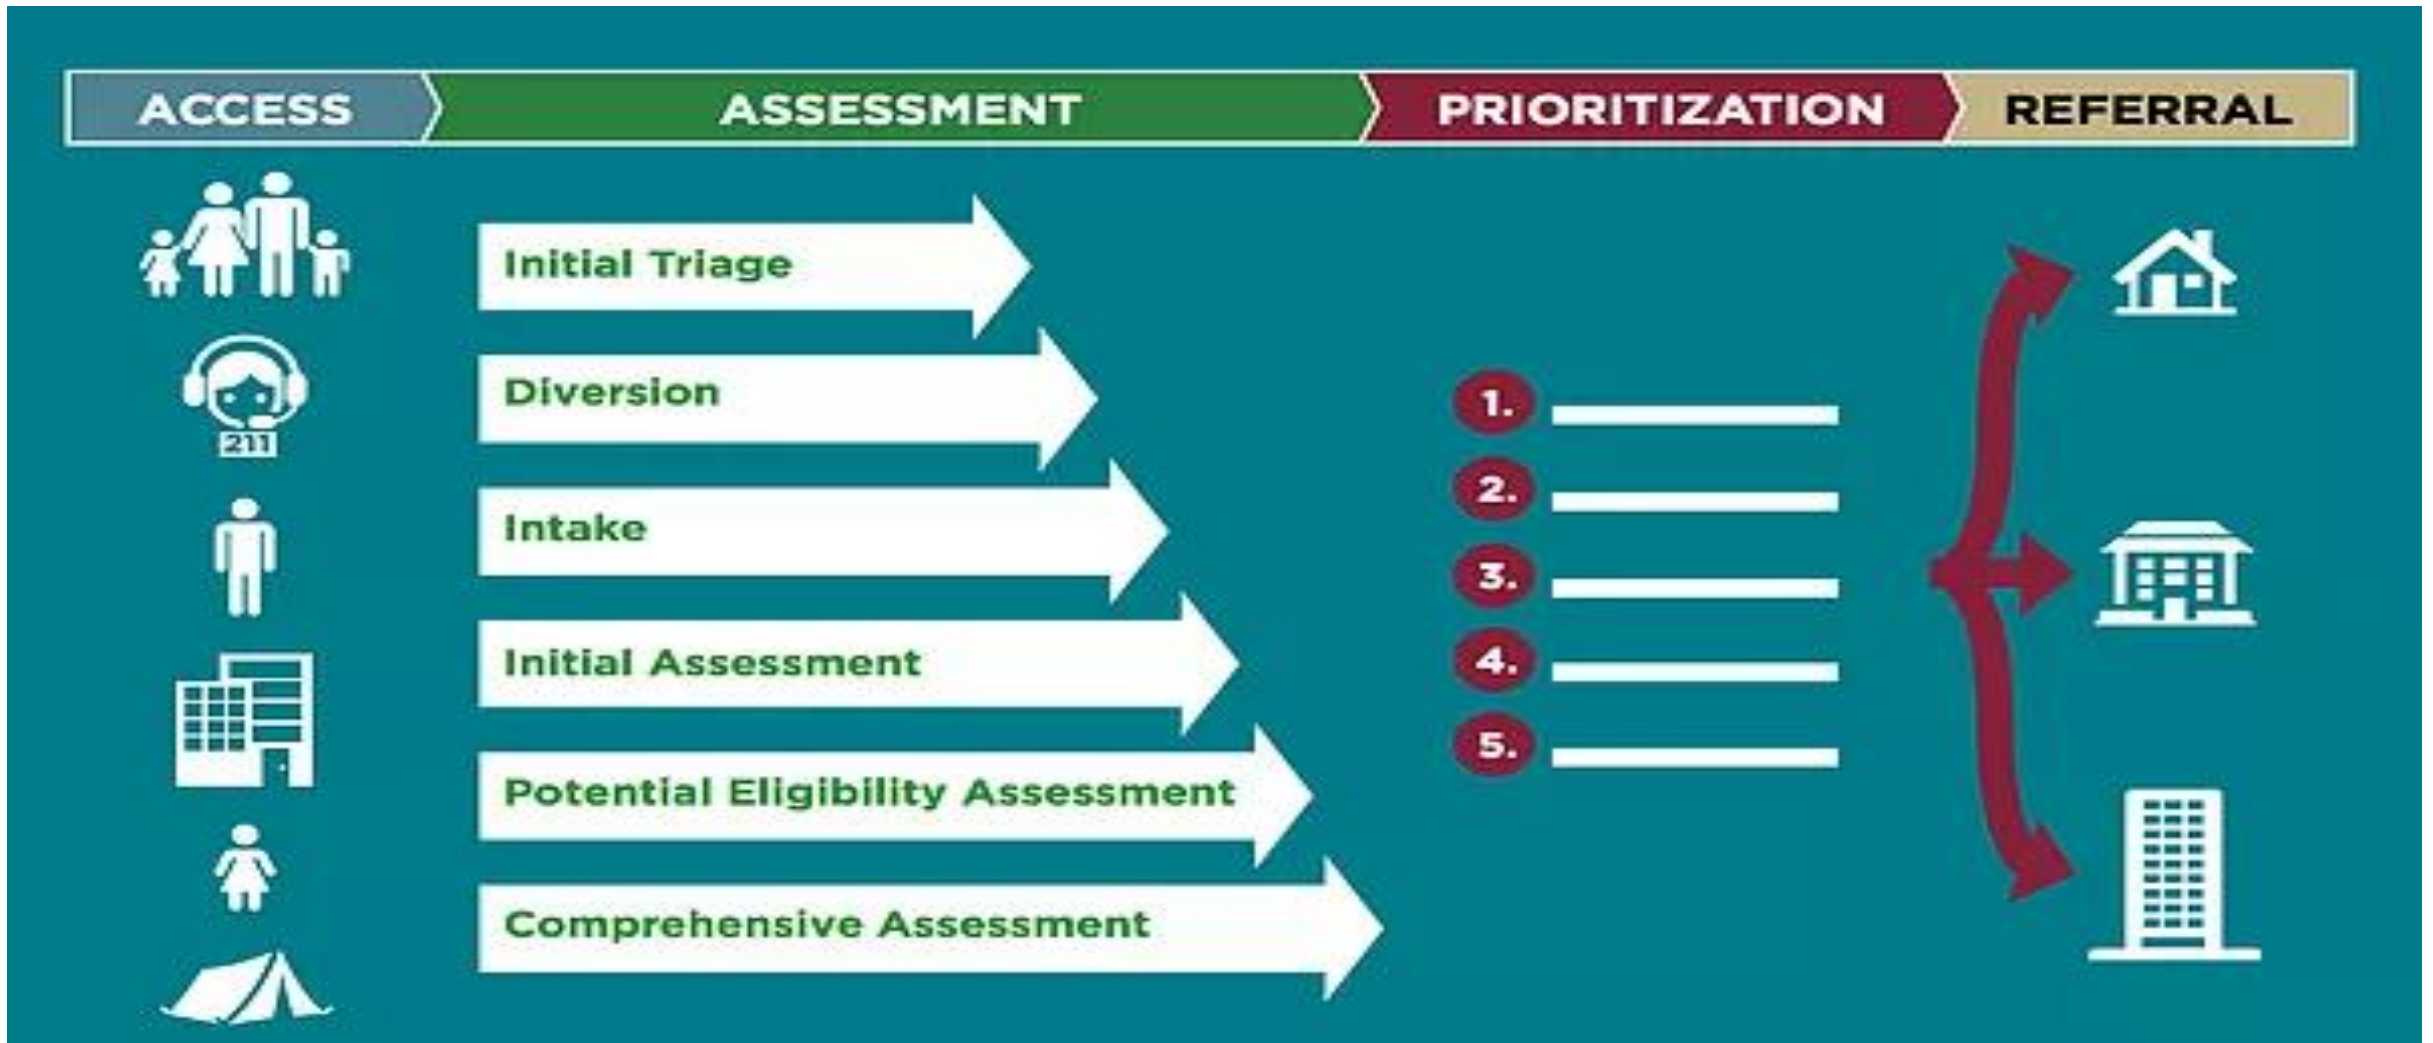 ACCESS ASSESSMENT PRIORITIZATION REFERRAL
Initial Triage
Diversion
211
Intake
Initial Assessment
Potential Eligibility Assessment
Comprehensive Assessment
1.
2.
3.
4.
5.